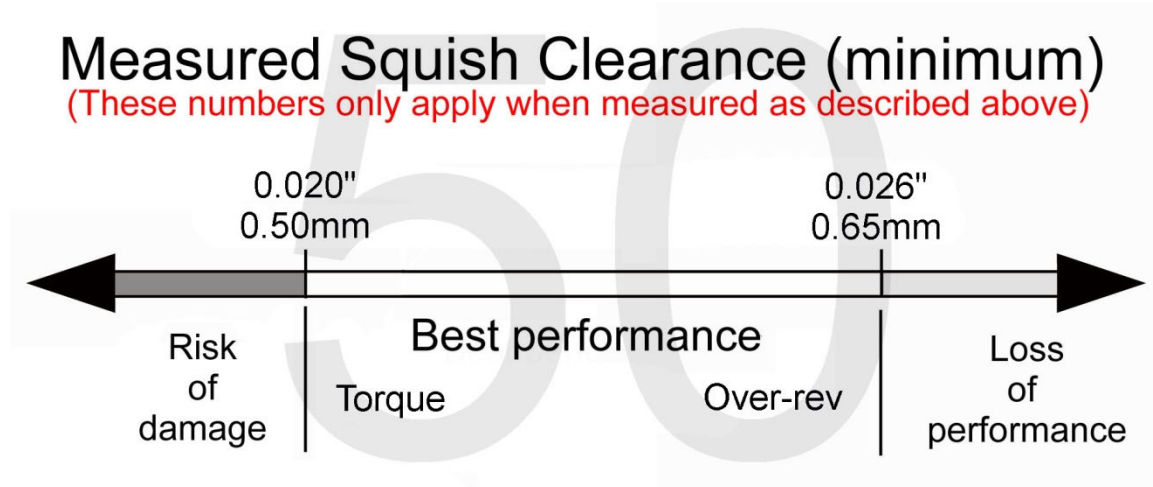 Measured Squish Clearance (minimum)
(These numbers only apply when measured as described above)
50
0.020"
0.50mm
0.026"
0.65mm
Risk
of
damage
Best performance
Torque
Over-rev
Loss
of
performance